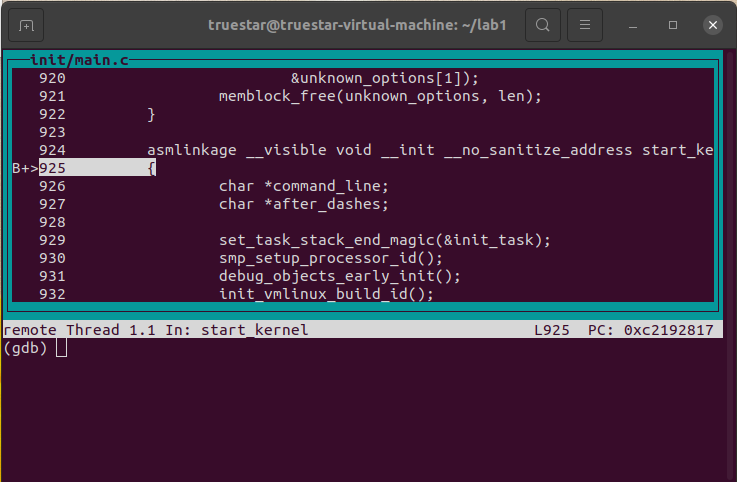 truestar@truestar-virtual-machine: ~/lab1
init/main.c
920 &unknown_options[1]);
921 memblock_free(unknown_options, len);
922 }
923
924 asmlinkage __visible void __init __no_sanitize_address start_ke
B+>925 {
926 char *command_line;
927 char *after_dashes;
928
929 set_task_stack_end_magic(&init_task);
930 smp_setup_processor_id();
931 debug_objects_early_init();
932 init_vmlinux_build_id();
remote Thread 1.1 In: start_kernel L925 PC: 0xc2192817
(gdb)